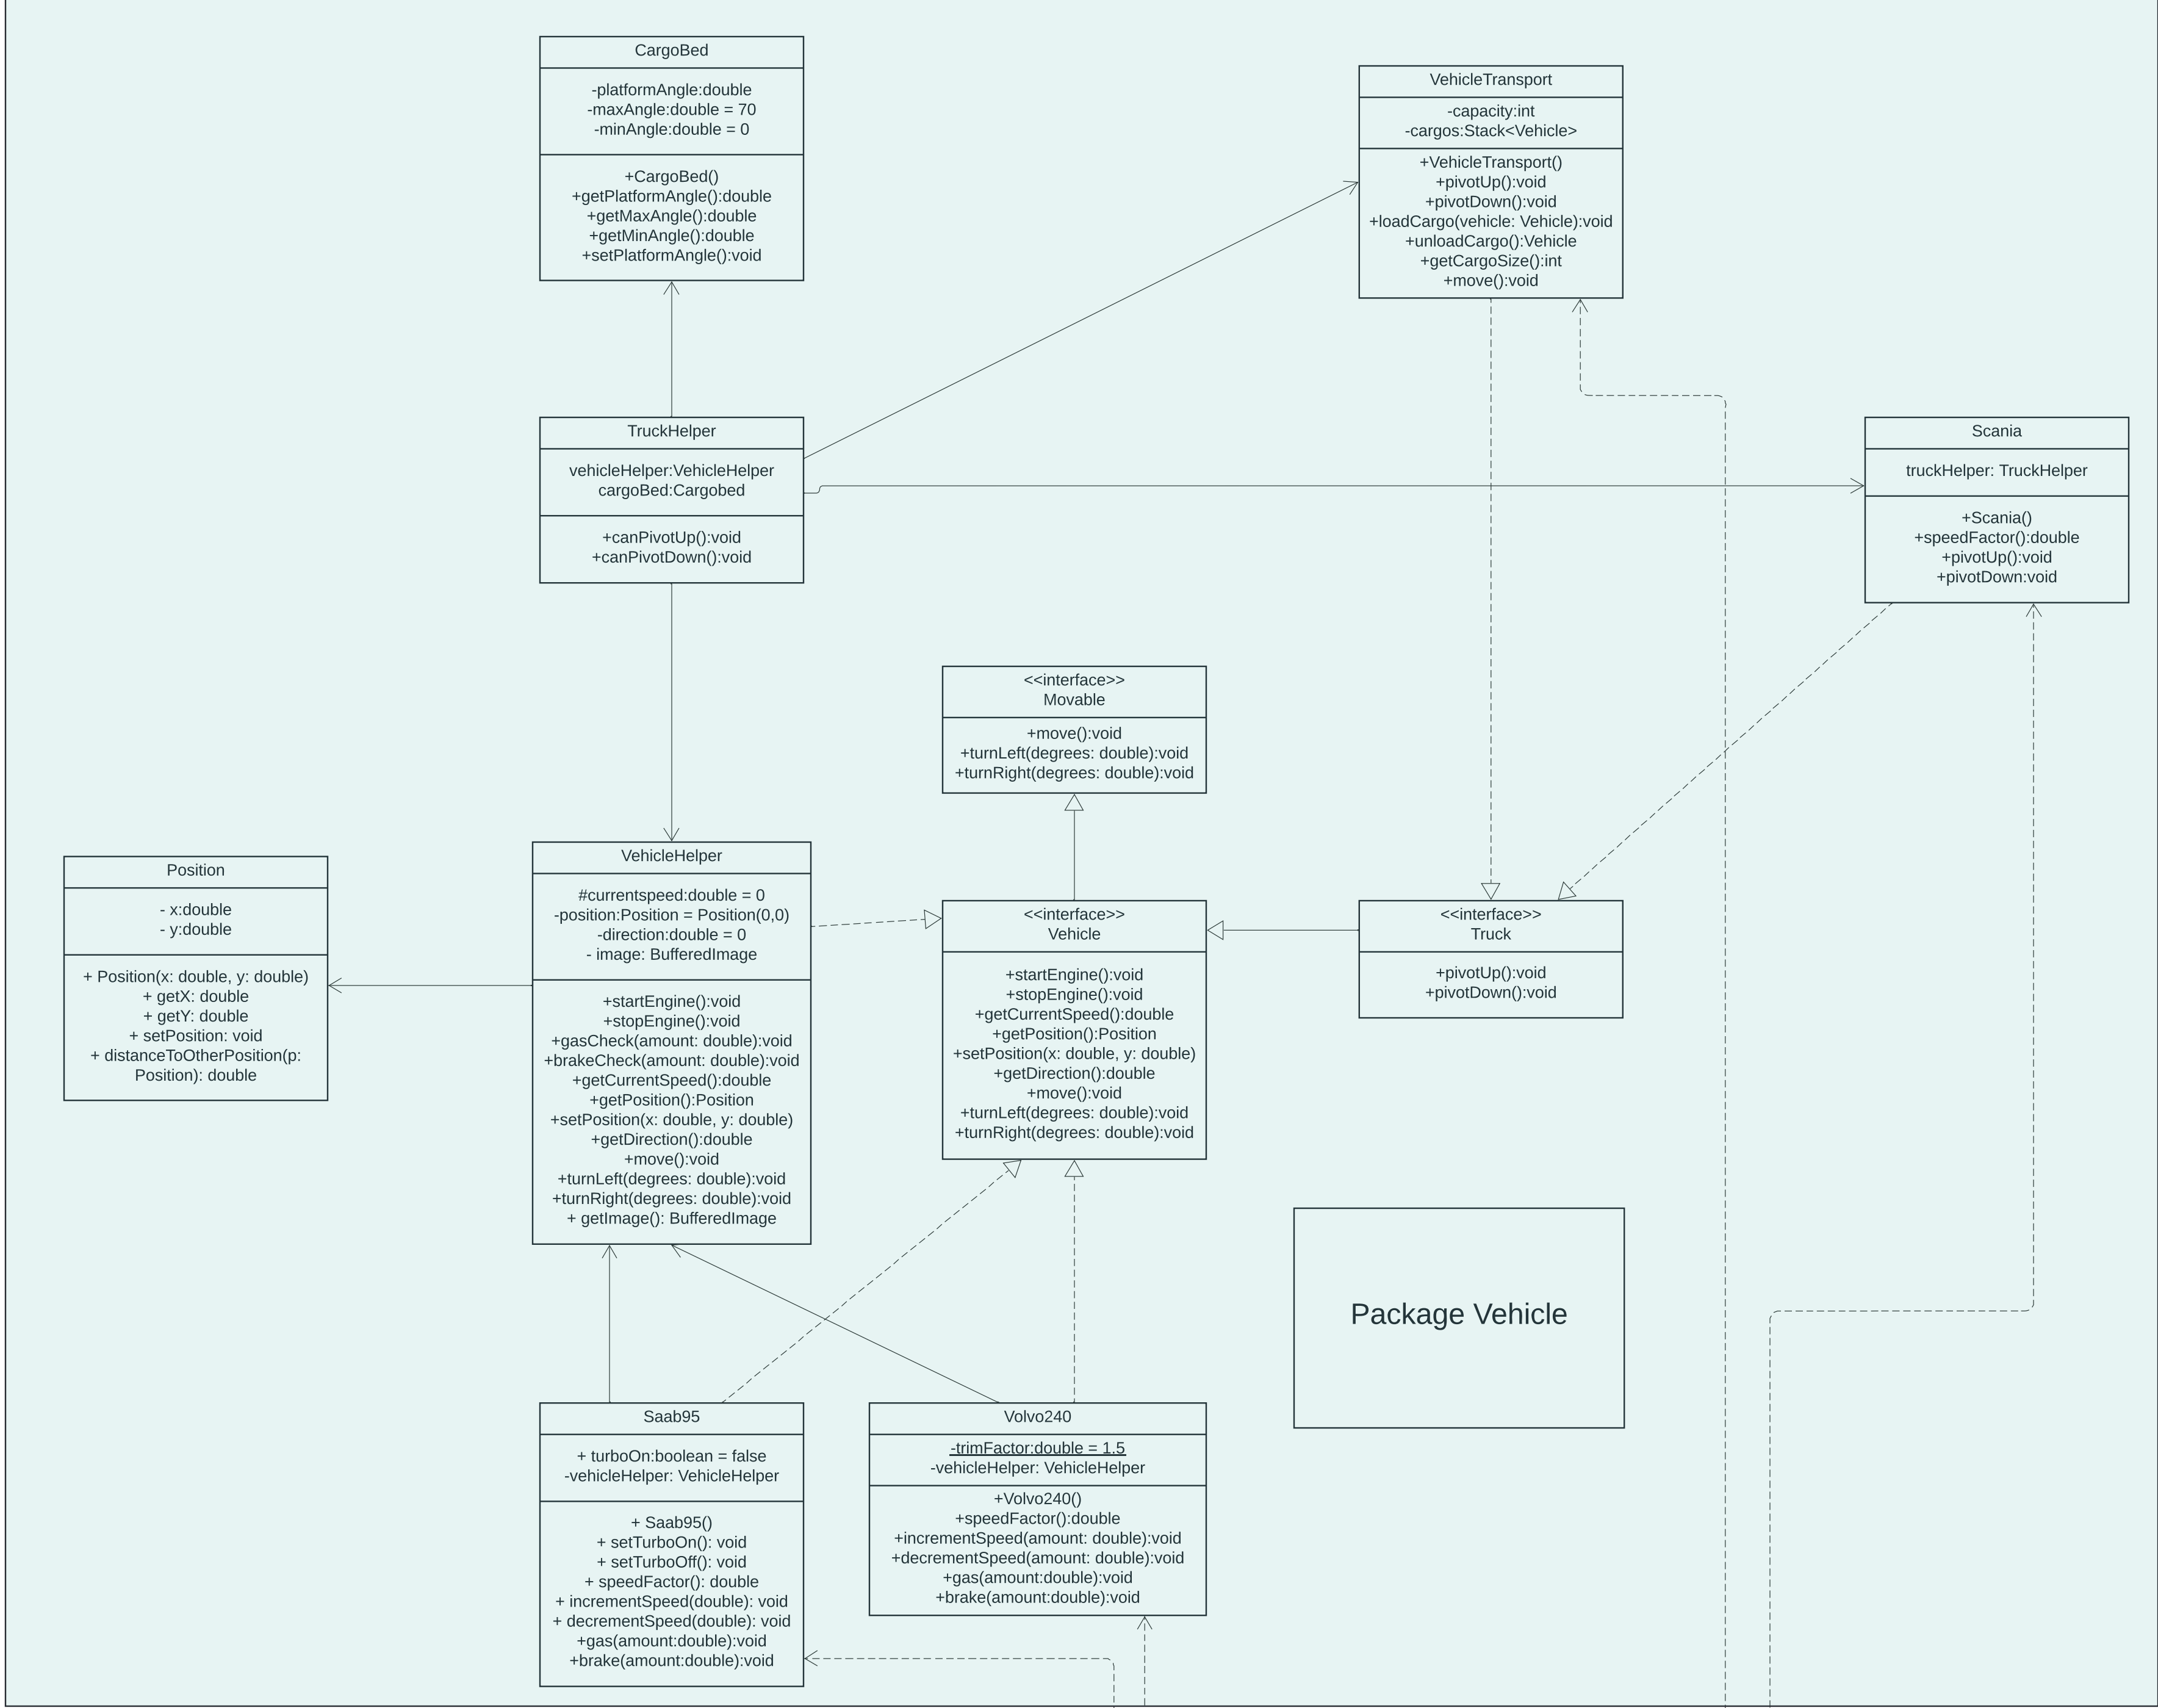 CargoBed
-platformAngle:double
-maxAngle:double = 70
-minAngle:double = 0
+CargoBed()
+getPlatformAngle():double
+getMaxAngle():double
+getMinAngle():double
+setPlatformAngle():void
VehicleTransport
-capacity:int
-cargos:Stack<Vehicle>
+VehicleTransport()
+pivotUp():void
+pivotDown():void
+loadCargo(vehicle: Vehicle):void
+unloadCargo():Vehicle
+getCargoSize():int
+move():void
TruckHelper
vehicleHelper:VehicleHelper
cargoBed:Cargobed
+canPivotUp():void
+canPivotDown():void
Scania
truckHelper: TruckHelper
+Scania()
+speedFactor():double
+pivotUp():void
+pivotDown:void
<<interface>>
Movable
+move():void
+turnLeft(degrees: double):void
+turnRight(degrees: double):void
Position
- x:double
- y:double
+ Position(x: double, y: double)
+ getX: double
+ getY: double
+ setPosition: void
+ distanceToOtherPosition(p:
Position): double
VehicleHelper
#currentspeed:double = 0
-position:Position = Position(0,0)
-direction:double = 0
- image: BufferedImage
+startEngine():void
+stopEngine():void
+gasCheck(amount: double):void
+brakeCheck(amount: double):void
+getCurrentSpeed():double
+getPosition():Position
+setPosition(x: double, y: double)
+getDirection():double
+move():void
+turnLeft(degrees: double):void
+turnRight(degrees: double):void
+ getImage(): BufferedImage
<<interface>>
Vehicle
+startEngine():void
+stopEngine():void
+getCurrentSpeed():double
+getPosition():Position
+setPosition(x: double, y: double)
+getDirection():double
+move():void
+turnLeft(degrees: double):void
+turnRight(degrees: double):void
<<interface>>
Truck
+pivotUp():void
+pivotDown():void
Package Vehicle
Saab95
+ turboOn:boolean = false
-vehicleHelper: VehicleHelper
+ Saab95()
+ setTurboOn(): void
+ setTurboOff(): void
+ speedFactor(): double
+ incrementSpeed(double): void
+ decrementSpeed(double): void
+gas(amount:double):void
+brake(amount:double):void
Volvo240
-trimFactor:double = 1.5
-vehicleHelper: VehicleHelper
+Volvo240()
+speedFactor():double
+incrementSpeed(amount: double):void
+decrementSpeed(amount: double):void
+gas(amount:double):void
+brake(amount:double):void